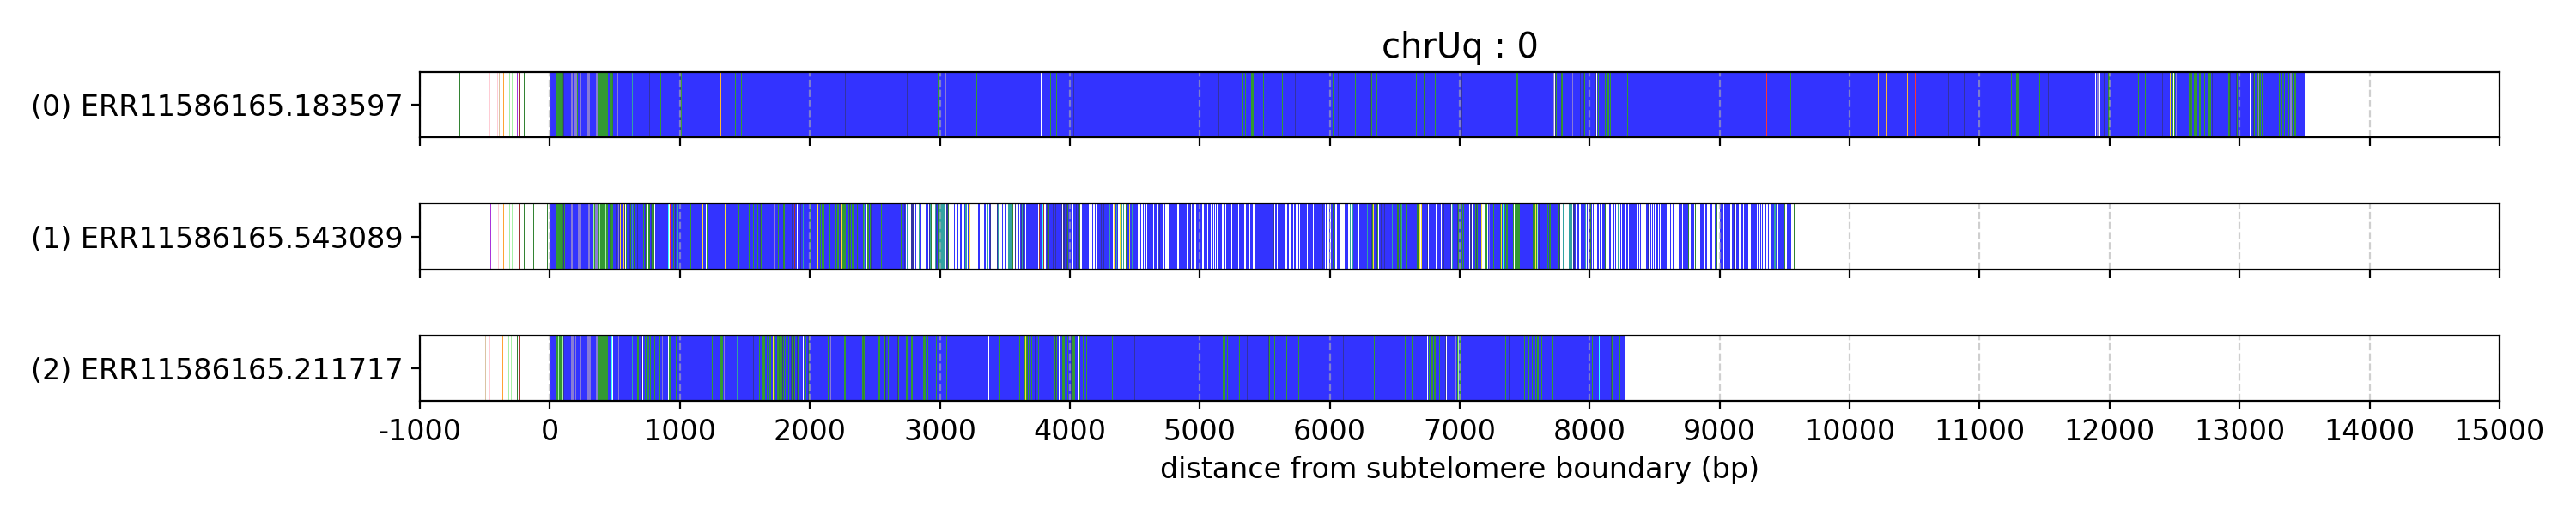 chrUq : 0
(0) ERR11586165.183597
(1) ERR11586165.543089
(2) ERR11586165.211717
-1000 0 1000 2000 3000 4000 5000 6000 7000 8000 9000 10000 11000 12000 13000 14000 15000
distance from subtelomere boundary (bp)